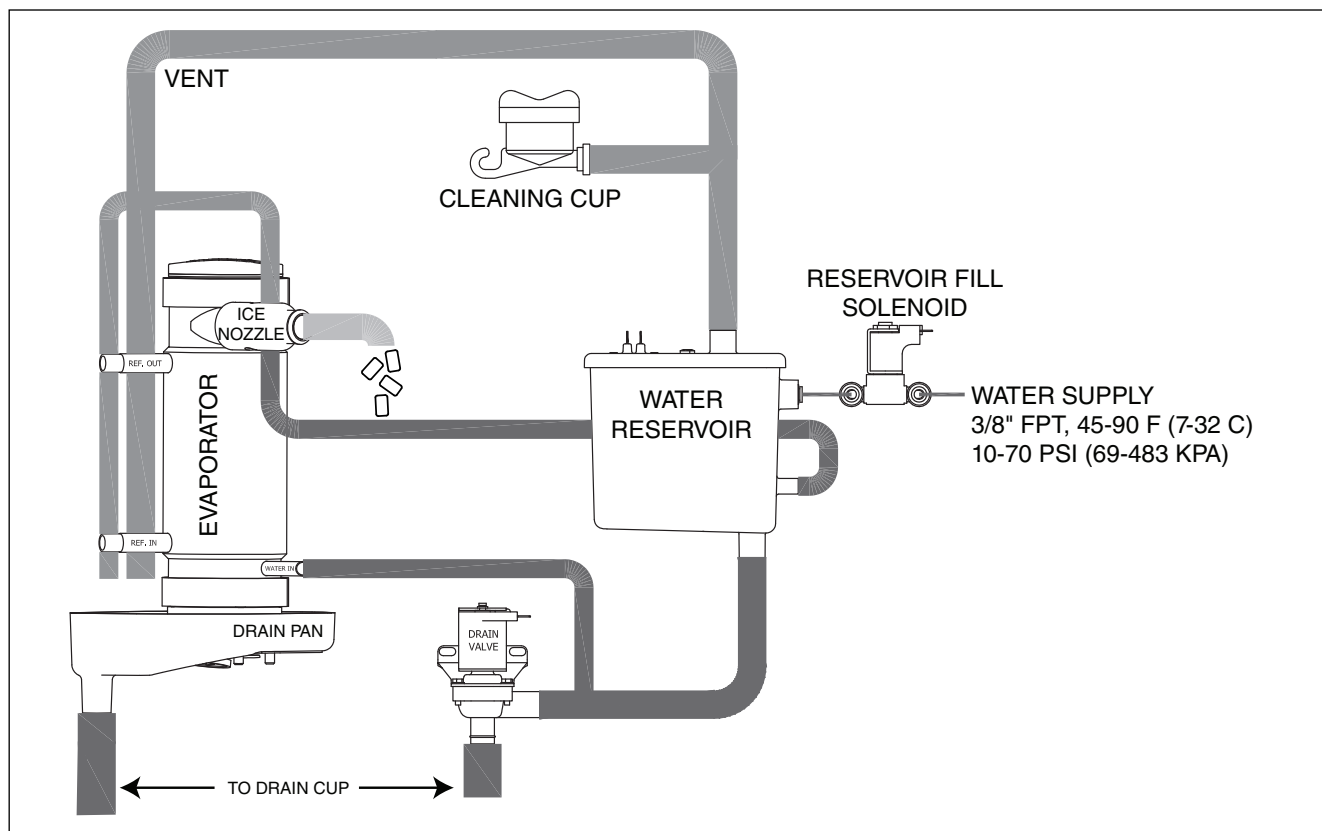 VENT
CLEANING CUP
RESERVOIR FILL
SOLENOID
ICE
NOZZLE
REF. OUT
EVAPORATOR
WATER
RESERVOIR
WATER SUPPLY
3/8" FPT, 45-90 F (7-32 C)
10-70 PSI (69-483 KPA)
REF. IN
WATER IN
DRAIN PAN
DRAIN
VALVE
TO DRAIN CUP